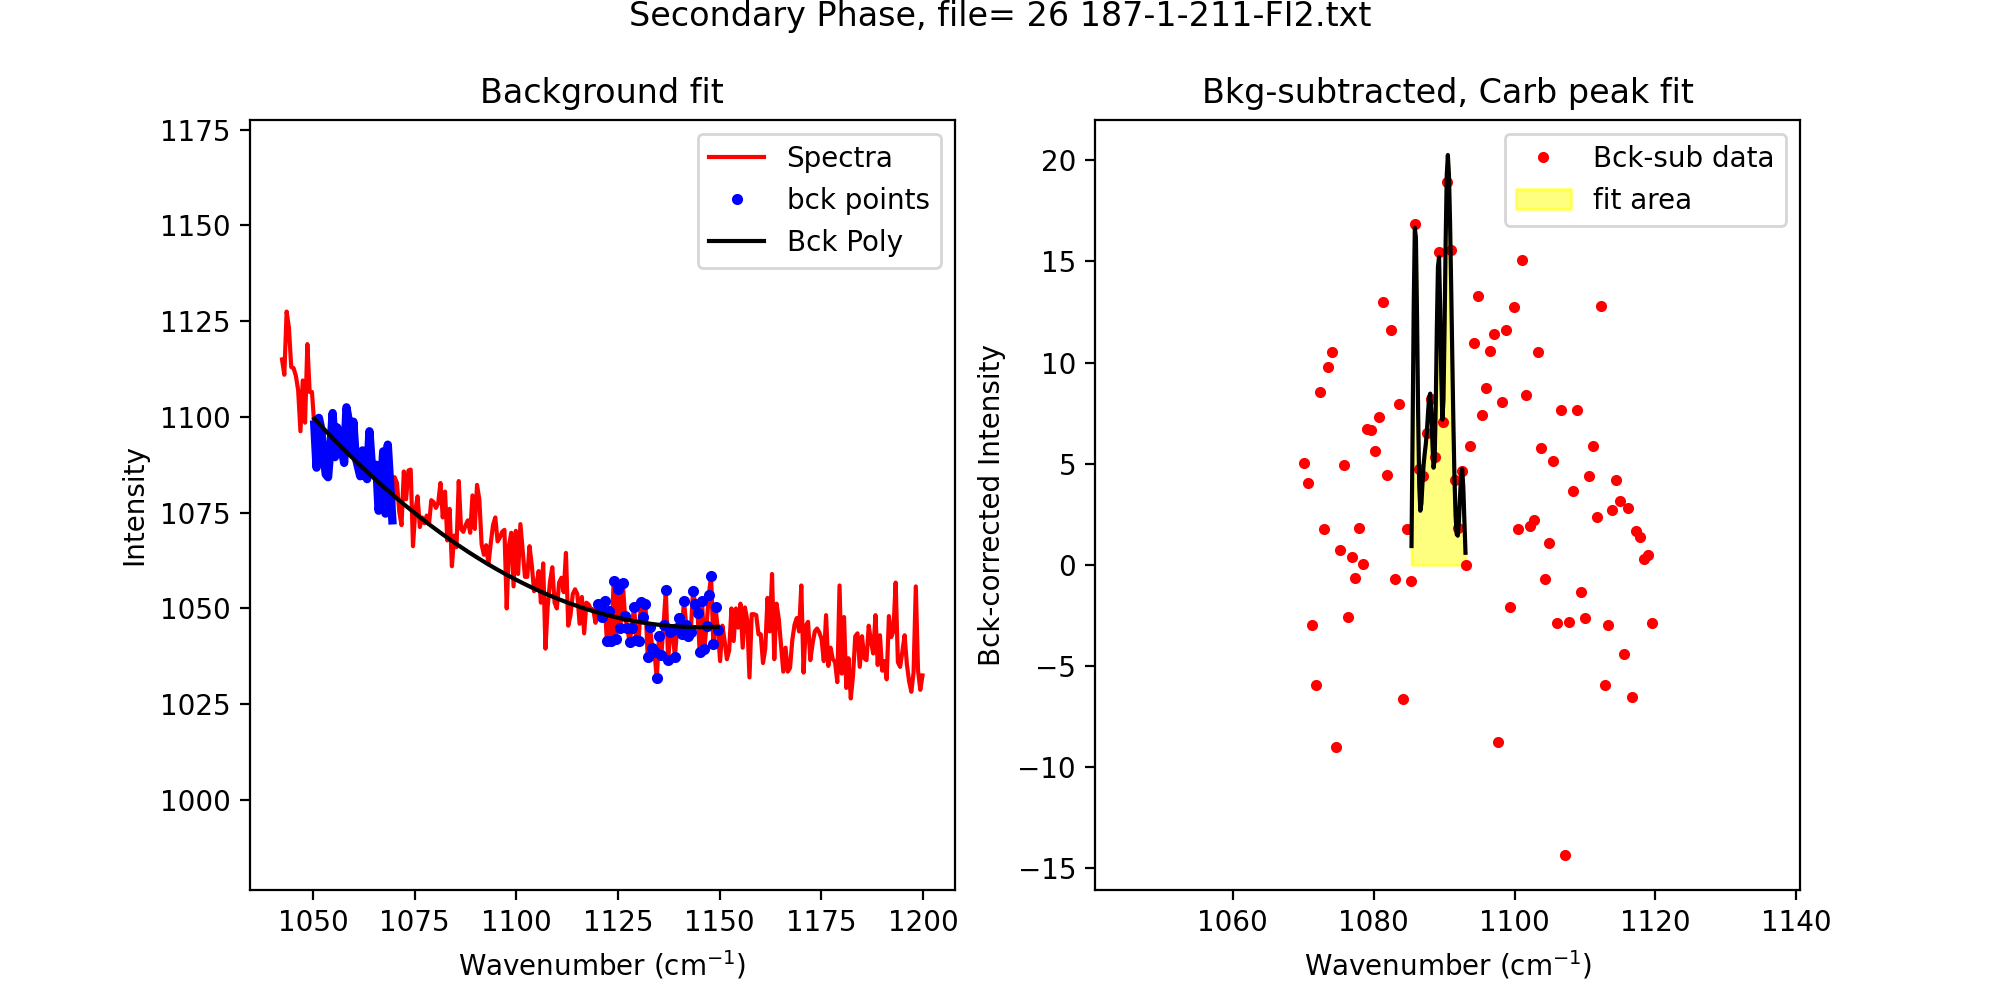 Secondary Phase, file= 26 187-1-211-FI2.txt
Background fit
1175
1150
1125
1100
1075
1050
1025
1000
Intensity
Spectra
bck points
Bck Poly
1050 1075 1100 1125 1150 1175 1200
Wavenumber (cm⁻¹)
Bkg-subtracted, Carb peak fit
20
15
10
5
0
−5
−10
−15
Bck-corrected Intensity
Bck-sub data
fit area
1060 1080 1100 1120 1140
Wavenumber (cm⁻¹)